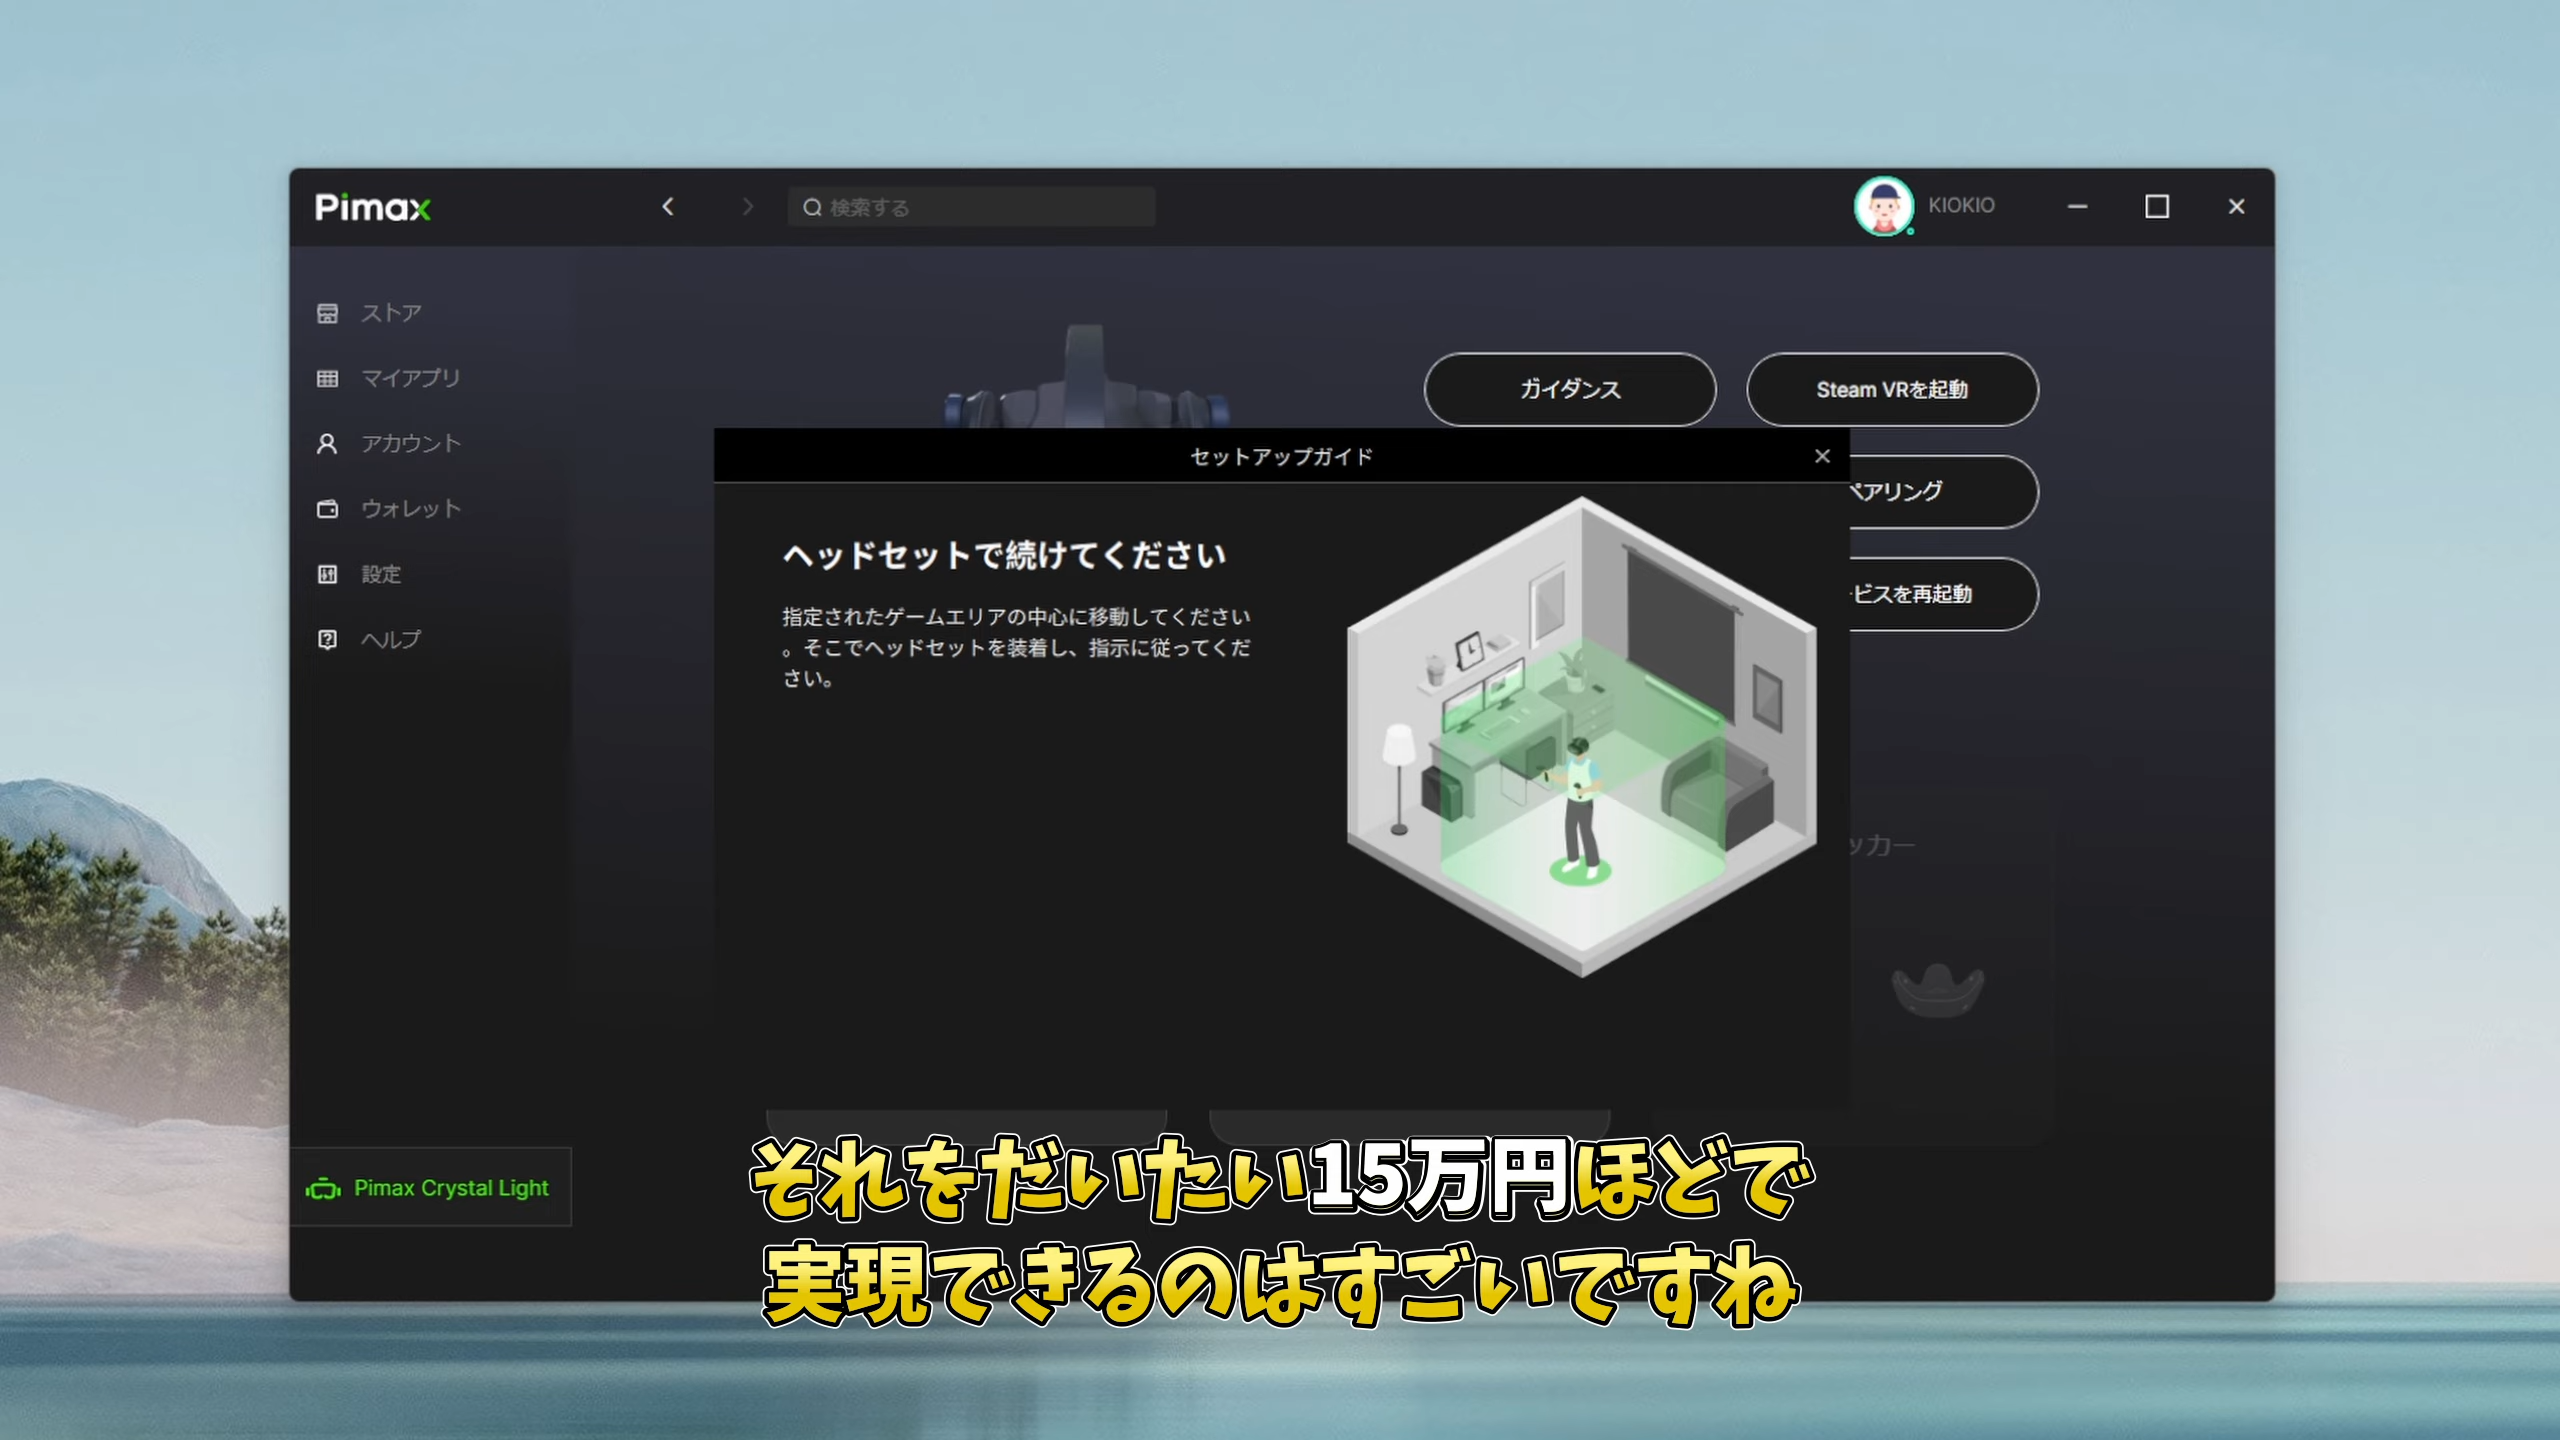 Pimax
検索する
KIOKIO
ストア
マイアプリ
アカウント
ウォレット
設定
ヘルプ
ガイダンス
Steam VRを起動
ペアリング
ビスを再起動
セットアップガイド
ヘッドセットで続けてください
指定されたゲームエリアの中心に移動してください
。そこでヘッドセットを装着し、指示に従ってくだ
さい。
ッカー
Pimax Crystal Light
それをだいたい15万円ほどで
実現できるのはすごいですね